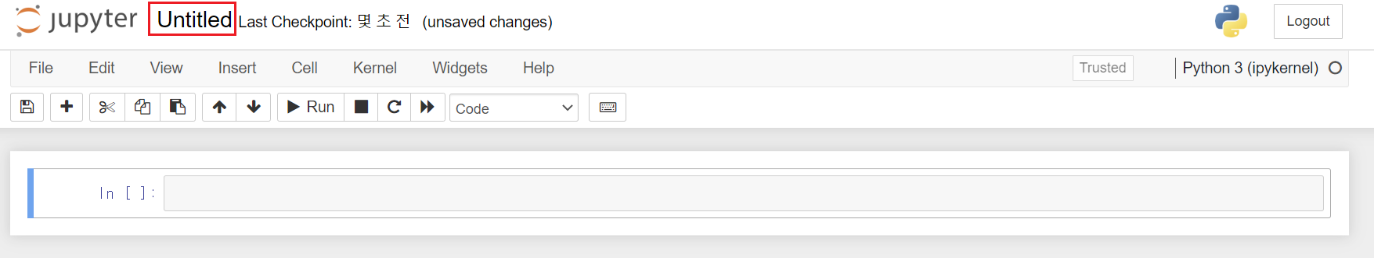 jupyter Untitled Last Checkpoint: 몇 초 전 (unsaved changes) Logout
File Edit View Insert Cell Kernel Widgets Help Trusted Python 3 (ipykernel)
Run Code
In [ ]: